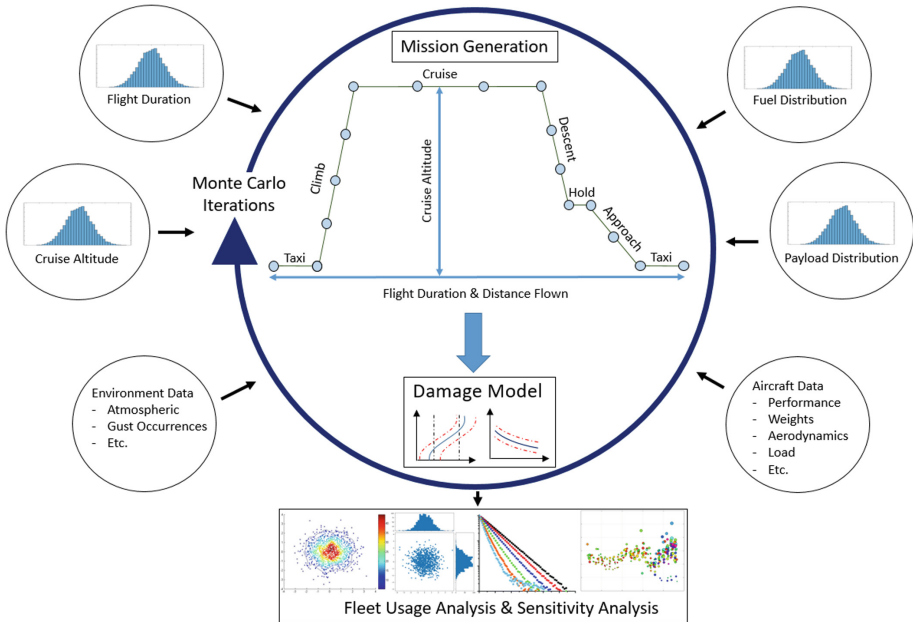 Mission Generation
Flight Duration
Fuel Distribution
Cruise
Climb
Cruise Altitude
Descent
Hold
Approach
Taxi
Taxi
Monte Carlo
Iterations
Cruise Altitude
Payload Distribution
Flight Duration & Distance Flown
Environment Data
- Atmospheric
- Gust Occurrences
- Etc.
Damage Model
Aircraft Data
- Performance
- Weights
- Aerodynamics
- Load
- Etc.
Fleet Usage Analysis & Sensitivity Analysis